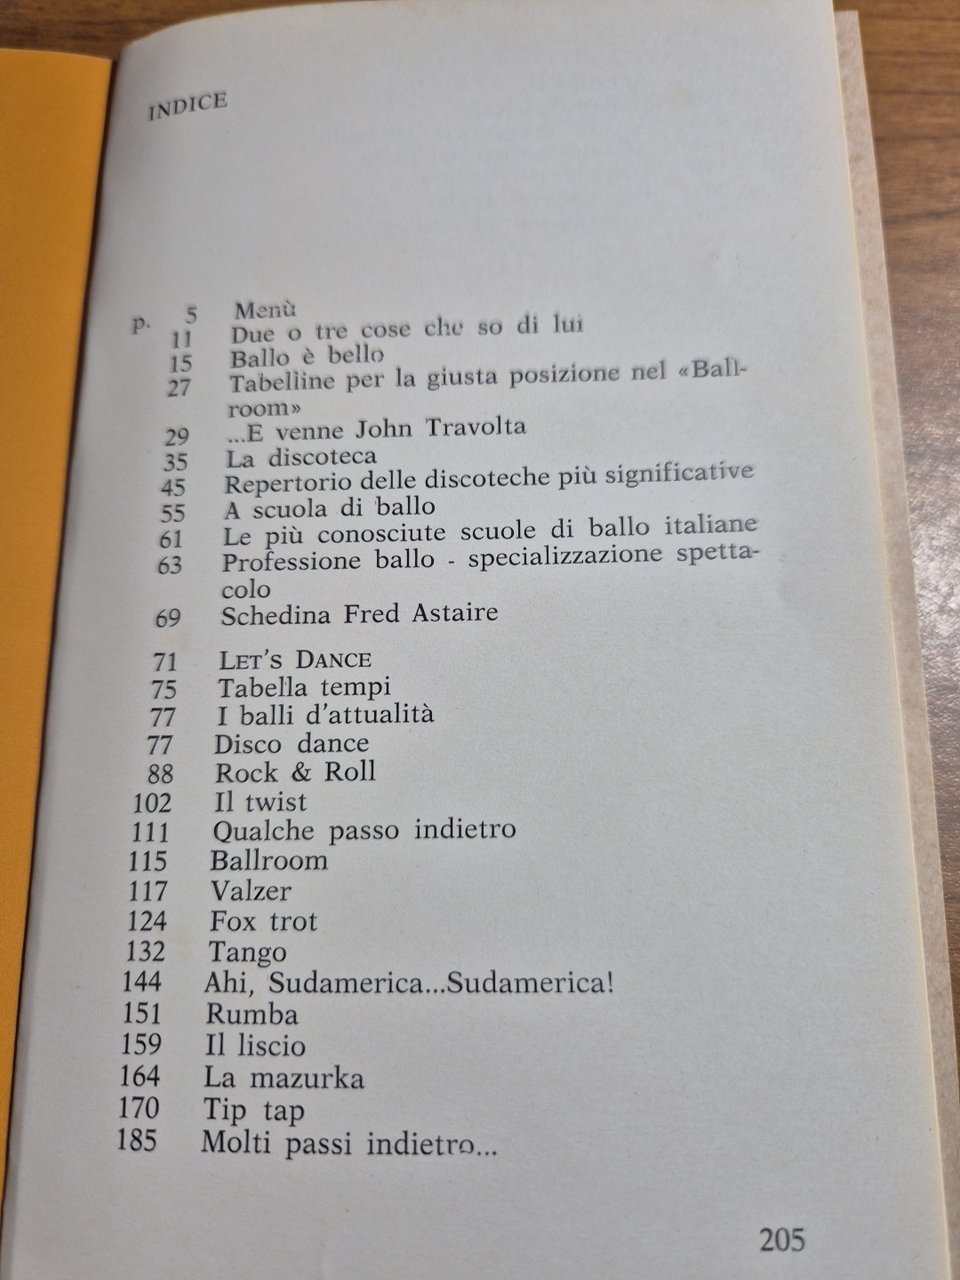 INDICE
p. 5 Menù
11 Due o tre cose che so di lui
15 Ballo è bello
27 Tabelline per la giusta posizione nel «Ball-
room»
29 ...E venne John Travolta
35 La discoteca
45 Repertorio delle discoteche più significative
55 A scuola di ballo
61 Le più conosciute scuole di ballo italiane
63 Professione ballo - specializzazione spetta-
colo
69 Schedina Fred Astaire
71 LET'S DANCE
75 Tabella tempi
77 I balli d'attualità
77 Disco dance
88 Rock & Roll
102 Il twist
111 Qualche passo indietro
115 Ballroom
117 Valzer
124 Fox trot
132 Tango
144 Ahi, Sudamerica...Sudamerica!
151 Rumba
159 Il liscio
164 La mazurka
170 Tip tap
185 Molti passi indietro...
205